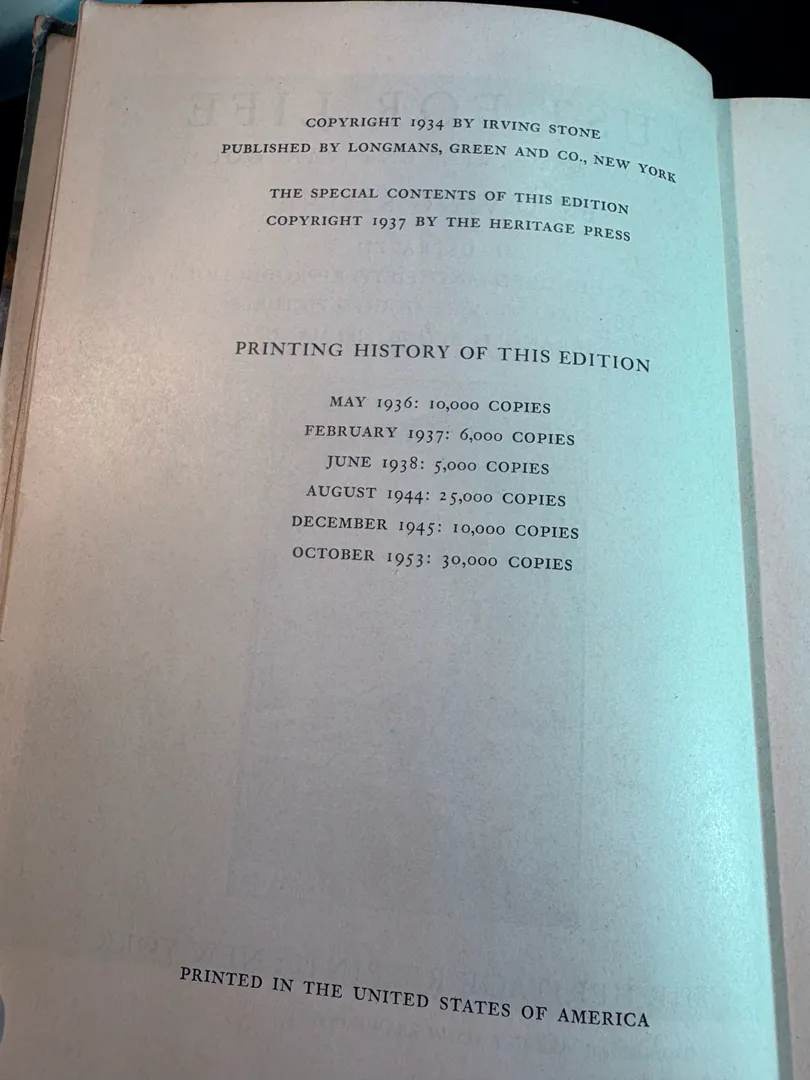 COPYRIGHT 1934 BY IRVING STONE
PUBLISHED BY LONGMANS, GREEN AND CO., NEW YORK
THE SPECIAL CONTENTS OF THIS EDITION
COPYRIGHT 1937 BY THE HERITAGE PRESS
PRINTING HISTORY OF THIS EDITION
MAY 1936: 10,000 COPIES
FEBRUARY 1937: 6,000 COPIES
JUNE 1938: 5,000 COPIES
AUGUST 1944: 25,000 COPIES
DECEMBER 1945: 10,000 COPIES
OCTOBER 1953: 30,000 COPIES
PRINTED IN THE UNITED STATES OF AMERICA